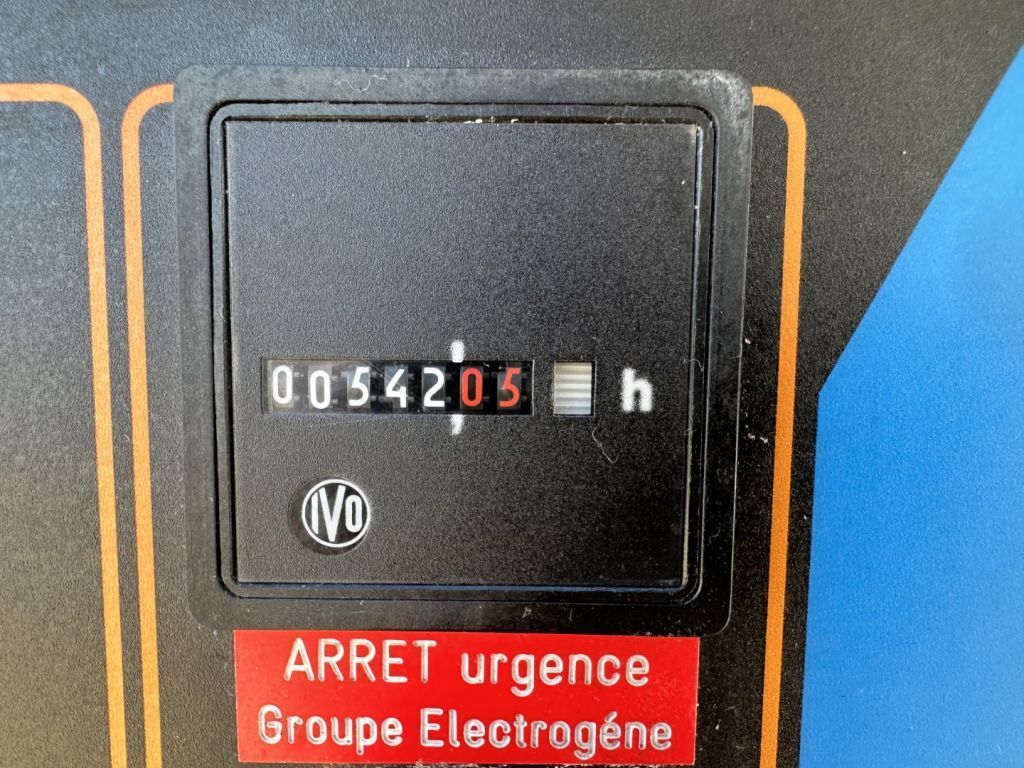 0054205 h
IVO
ARRET urgence
Groupe Electrogéne